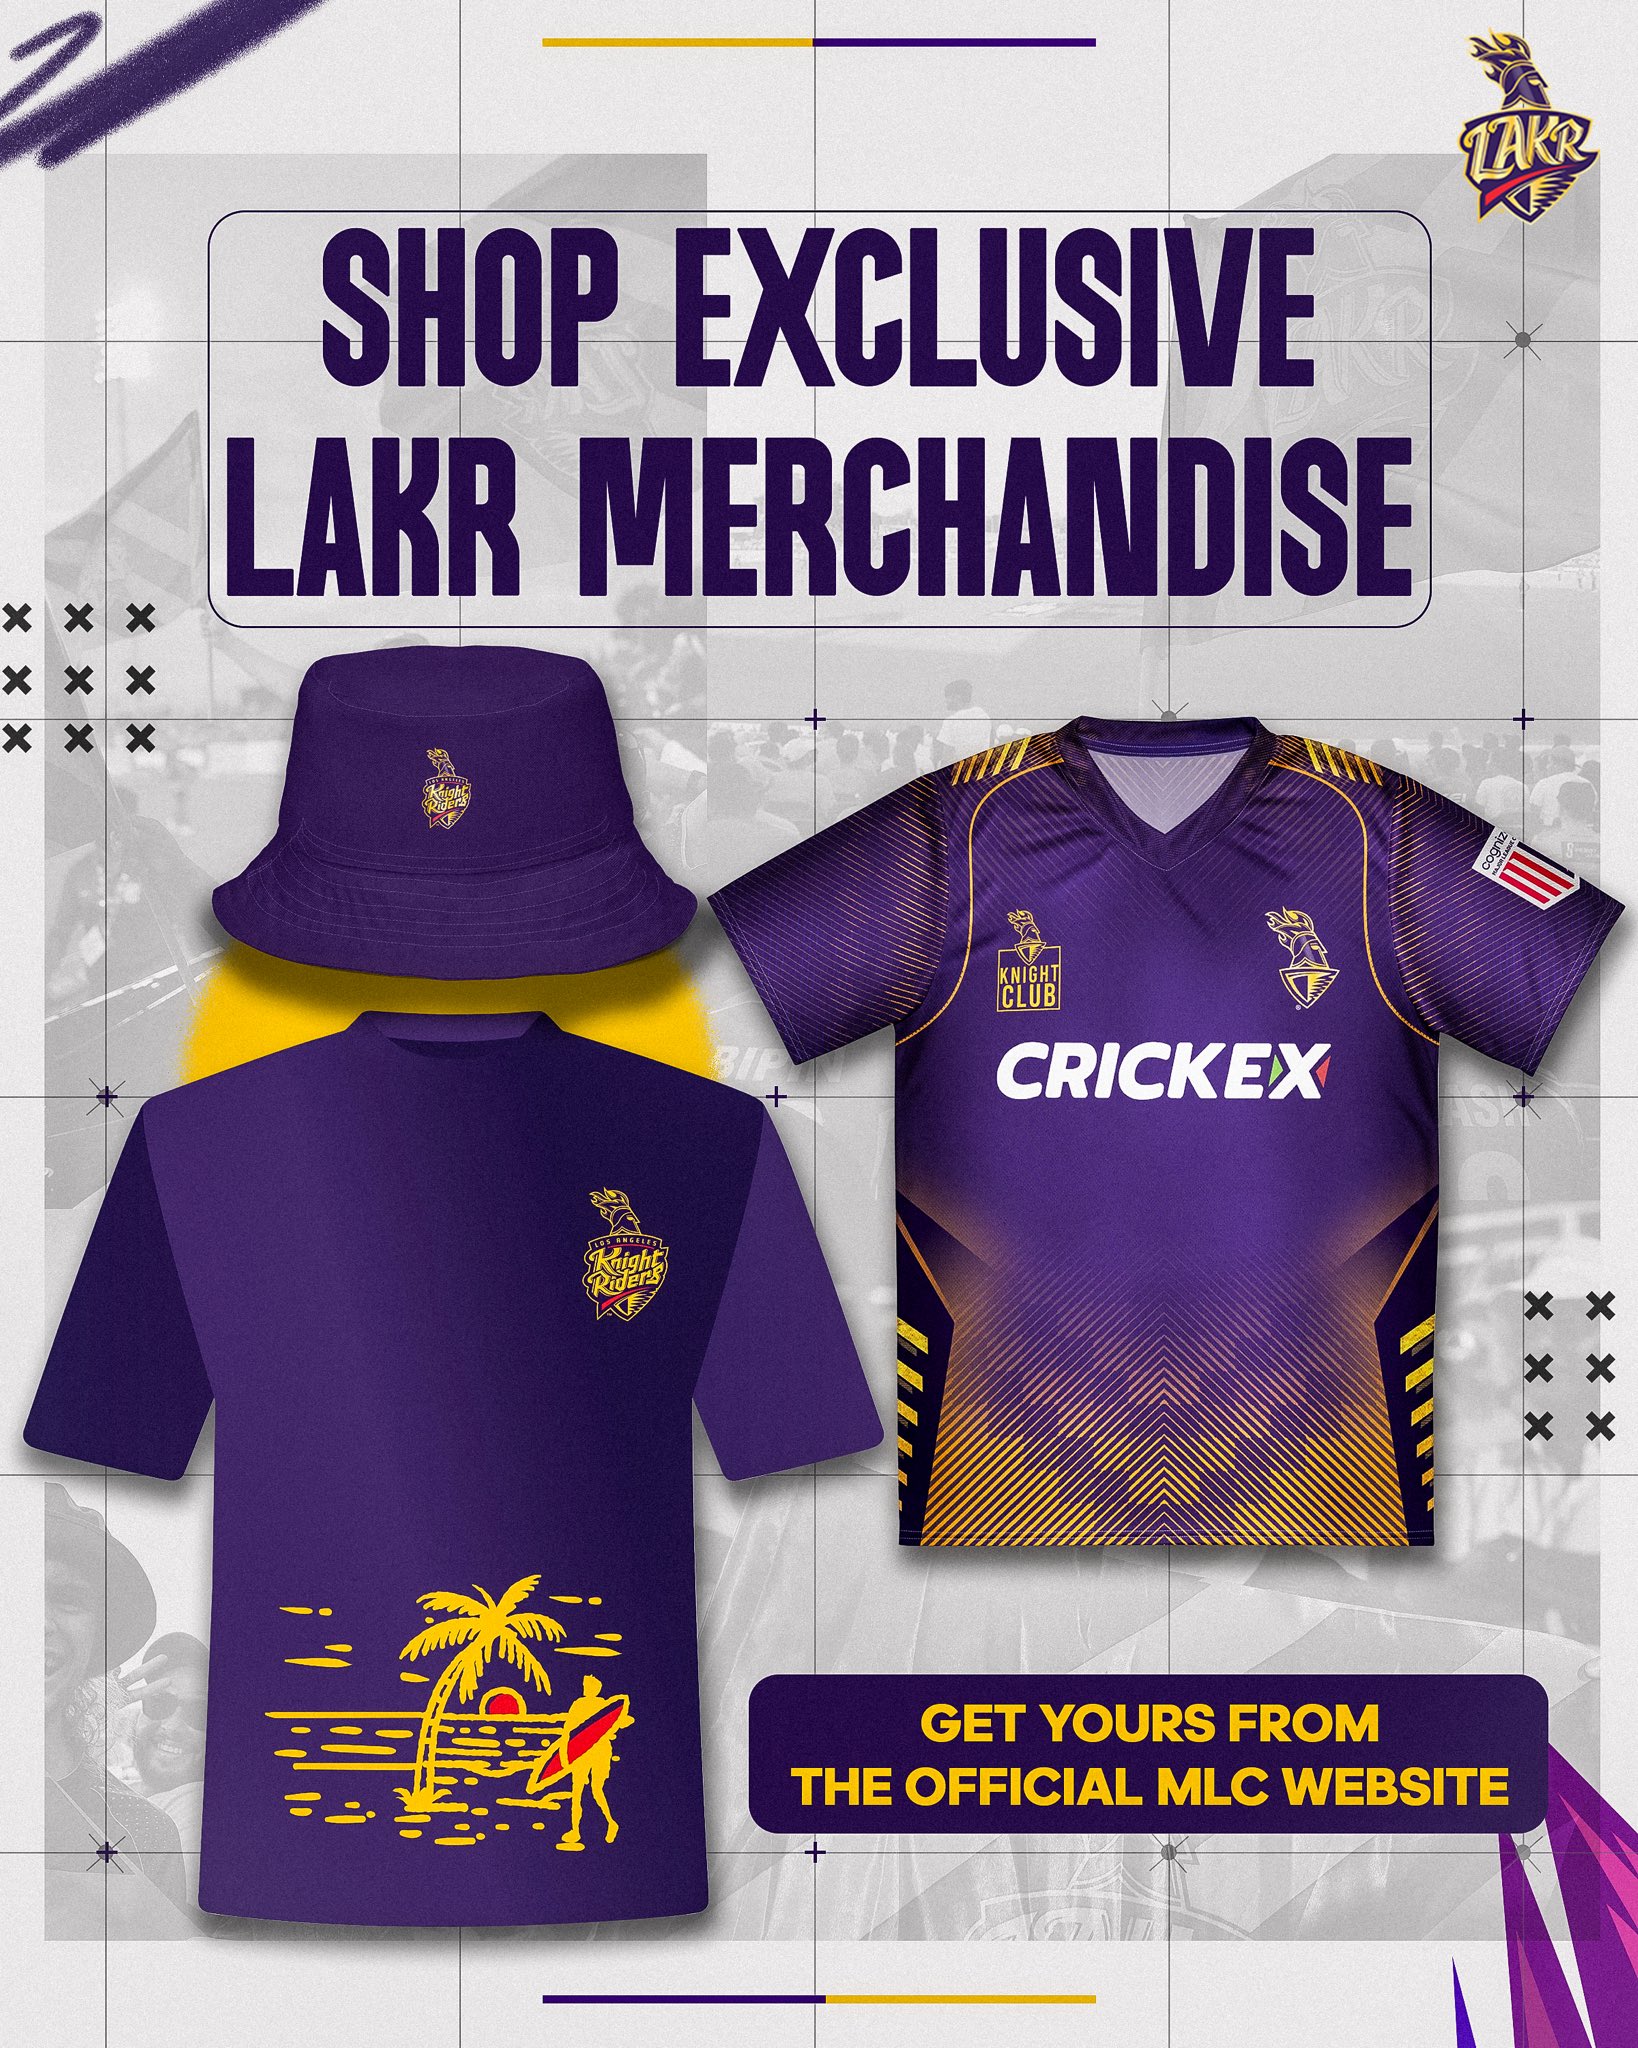 LAKR
SHOP EXCLUSIVE
LAKR MERCHANDISE
LOS ANGELES
Knight
Riders
KNIGHT
CLUB
CRICKEX
LOS ANGELES
Knight
Riders
GET YOURS FROM
THE OFFICIAL MLC WEBSITE